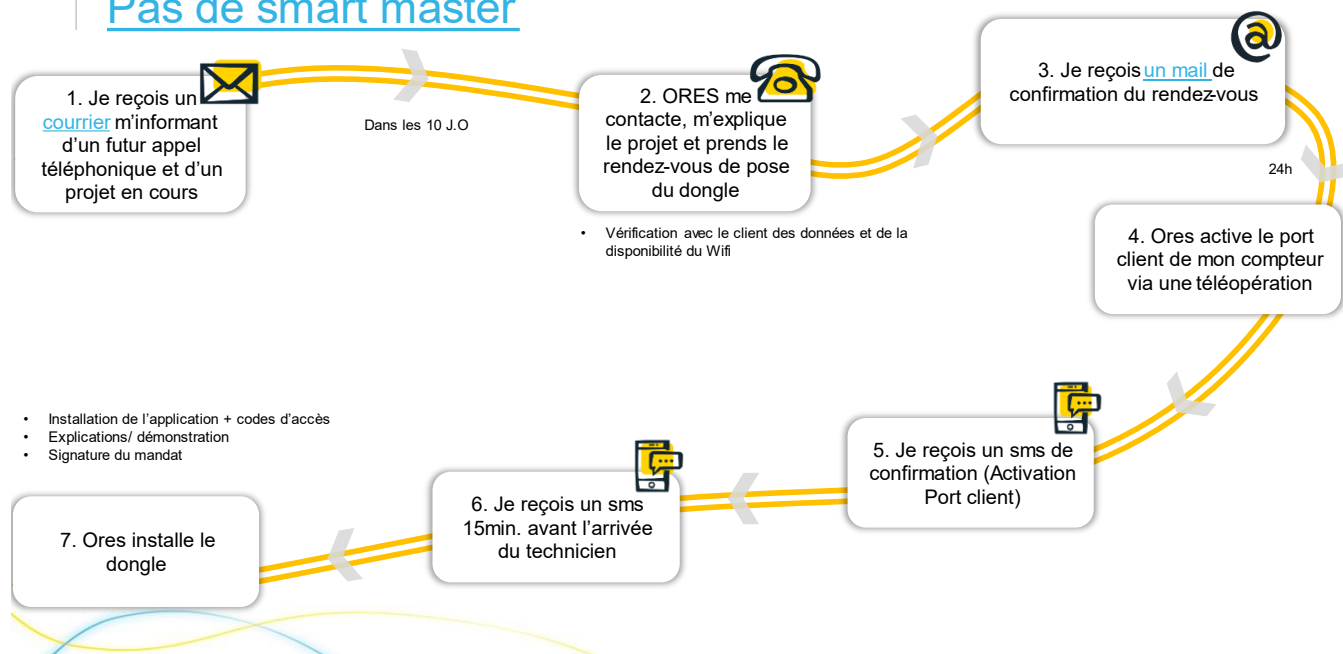 Pas de smart master
1. Je reçois un
courrier m'informant
d'un futur appel
téléphonique et d'un
projet en cours
Dans les 10 J.O
2. ORES me
contacte, m'explique
le projet et prends le
rendez-vous de pose
du dongle
• Vérification avec le client des données et de la
disponibilité du Wifi
3. Je reçois un mail de
confirmation du rendez-vous
24h
4. Ores active le port
client de mon compteur
via une téléopération
5. Je reçois un sms de
confirmation (Activation
Port client)
6. Je reçois un sms
15min. avant l'arrivée
du technicien
• Installation de l'application + codes d'accès
• Explications/ démonstration
• Signature du mandat
7. Ores installe le
dongle